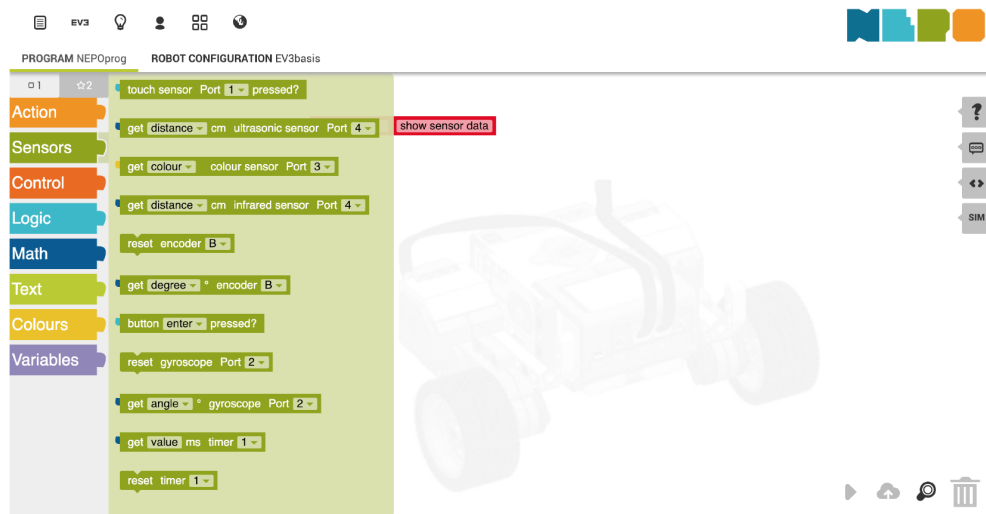 EV3
NEPO
PROGRAM NEPOprog
ROBOT CONFIGURATION EV3basis
1
2
Action
Sensors
Control
Logic
Math
Text
Colours
Variables
touch sensor Port 1 pressed?
get distance cm ultrasonic sensor Port 4
show sensor data
get colour colour sensor Port 3
get distance cm infrared sensor Port 4
reset encoder B
get degree ° encoder B
button enter pressed?
reset gyroscope Port 2
get angle ° gyroscope Port 2
get value ms timer 1
reset timer 1
?
SIM